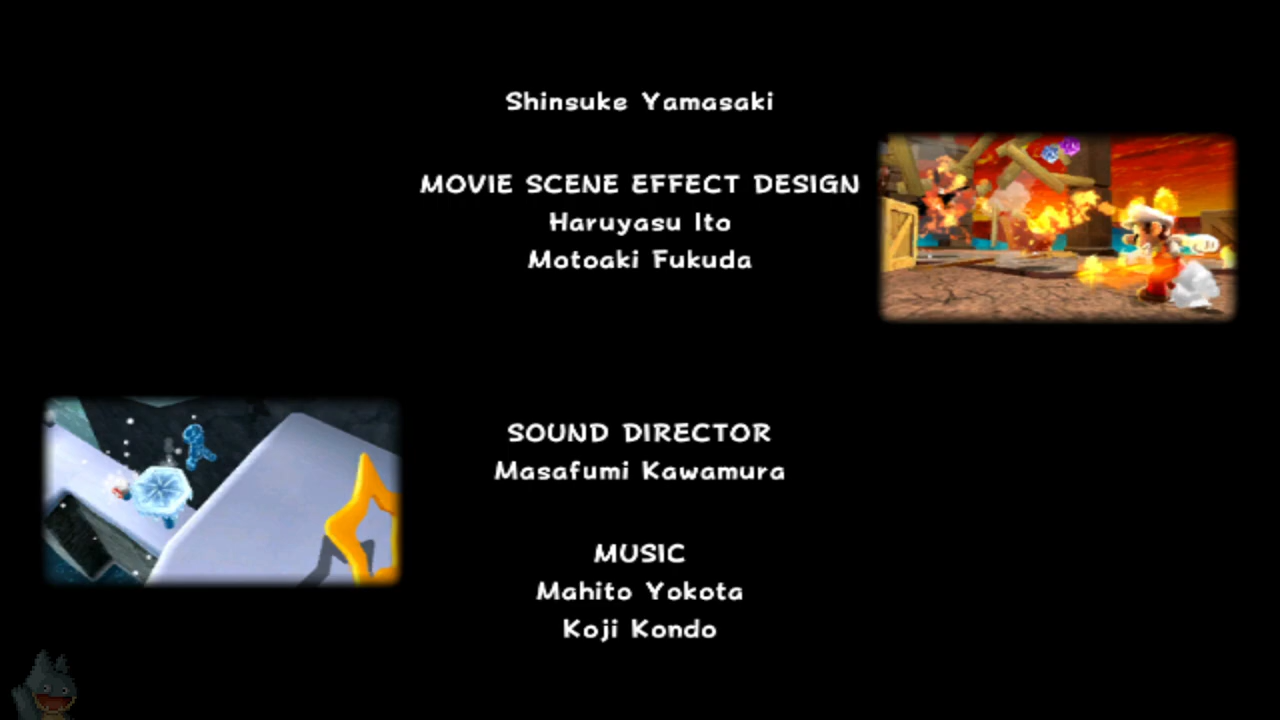 Shinsuke Yamasaki
MOVIE SCENE EFFECT DESIGN
Haruyasu Ito
Motoaki Fukuda
SOUND DIRECTOR
Masafumi Kawamura
MUSIC
Mahito Yokota
Koji Kondo